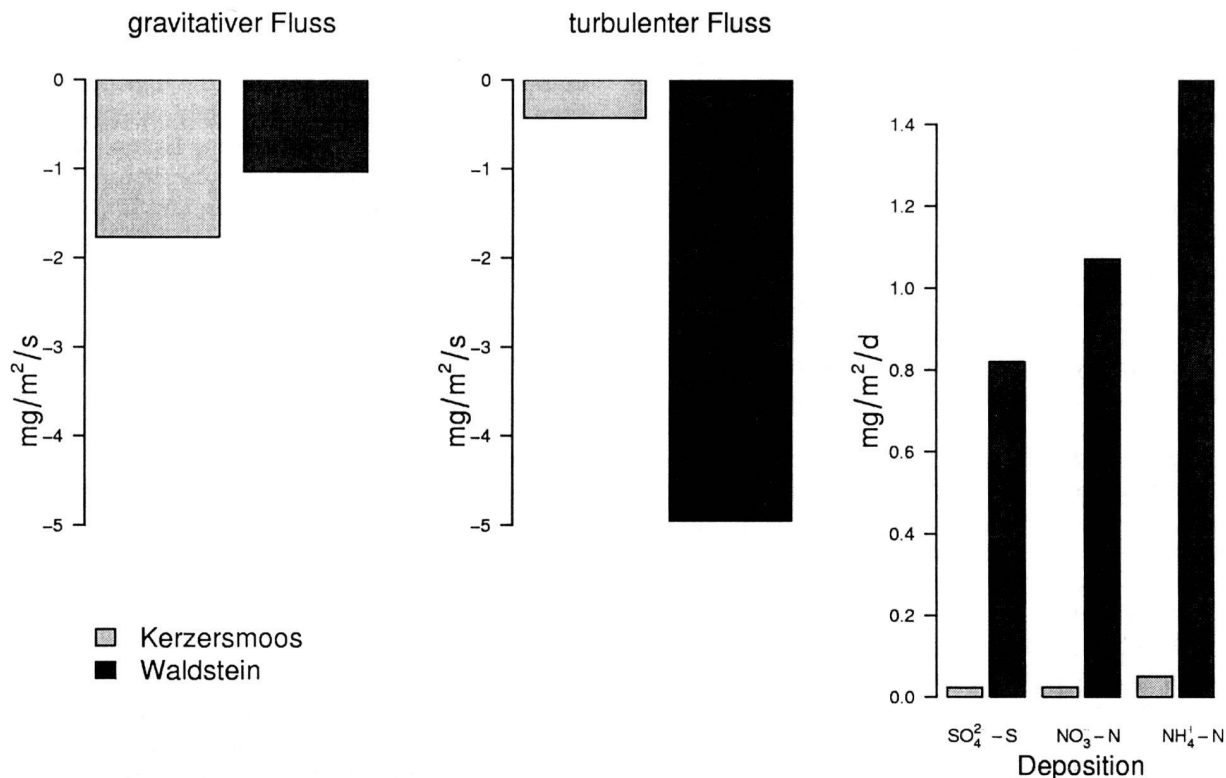 gravitativer Fluss
turbulenter Fluss
0
−1
−2
−3
−4
−5
mg/m²/s
0
−1
−2
−3
−4
−5
mg/m²/s
1.4
1.2
1.0
0.8
0.6
0.4
0.2
0.0
mg/m²/d
SO₄² −S
NO₃−N
NH₄⁺−N
Deposition
Kerzersmoos
Waldstein